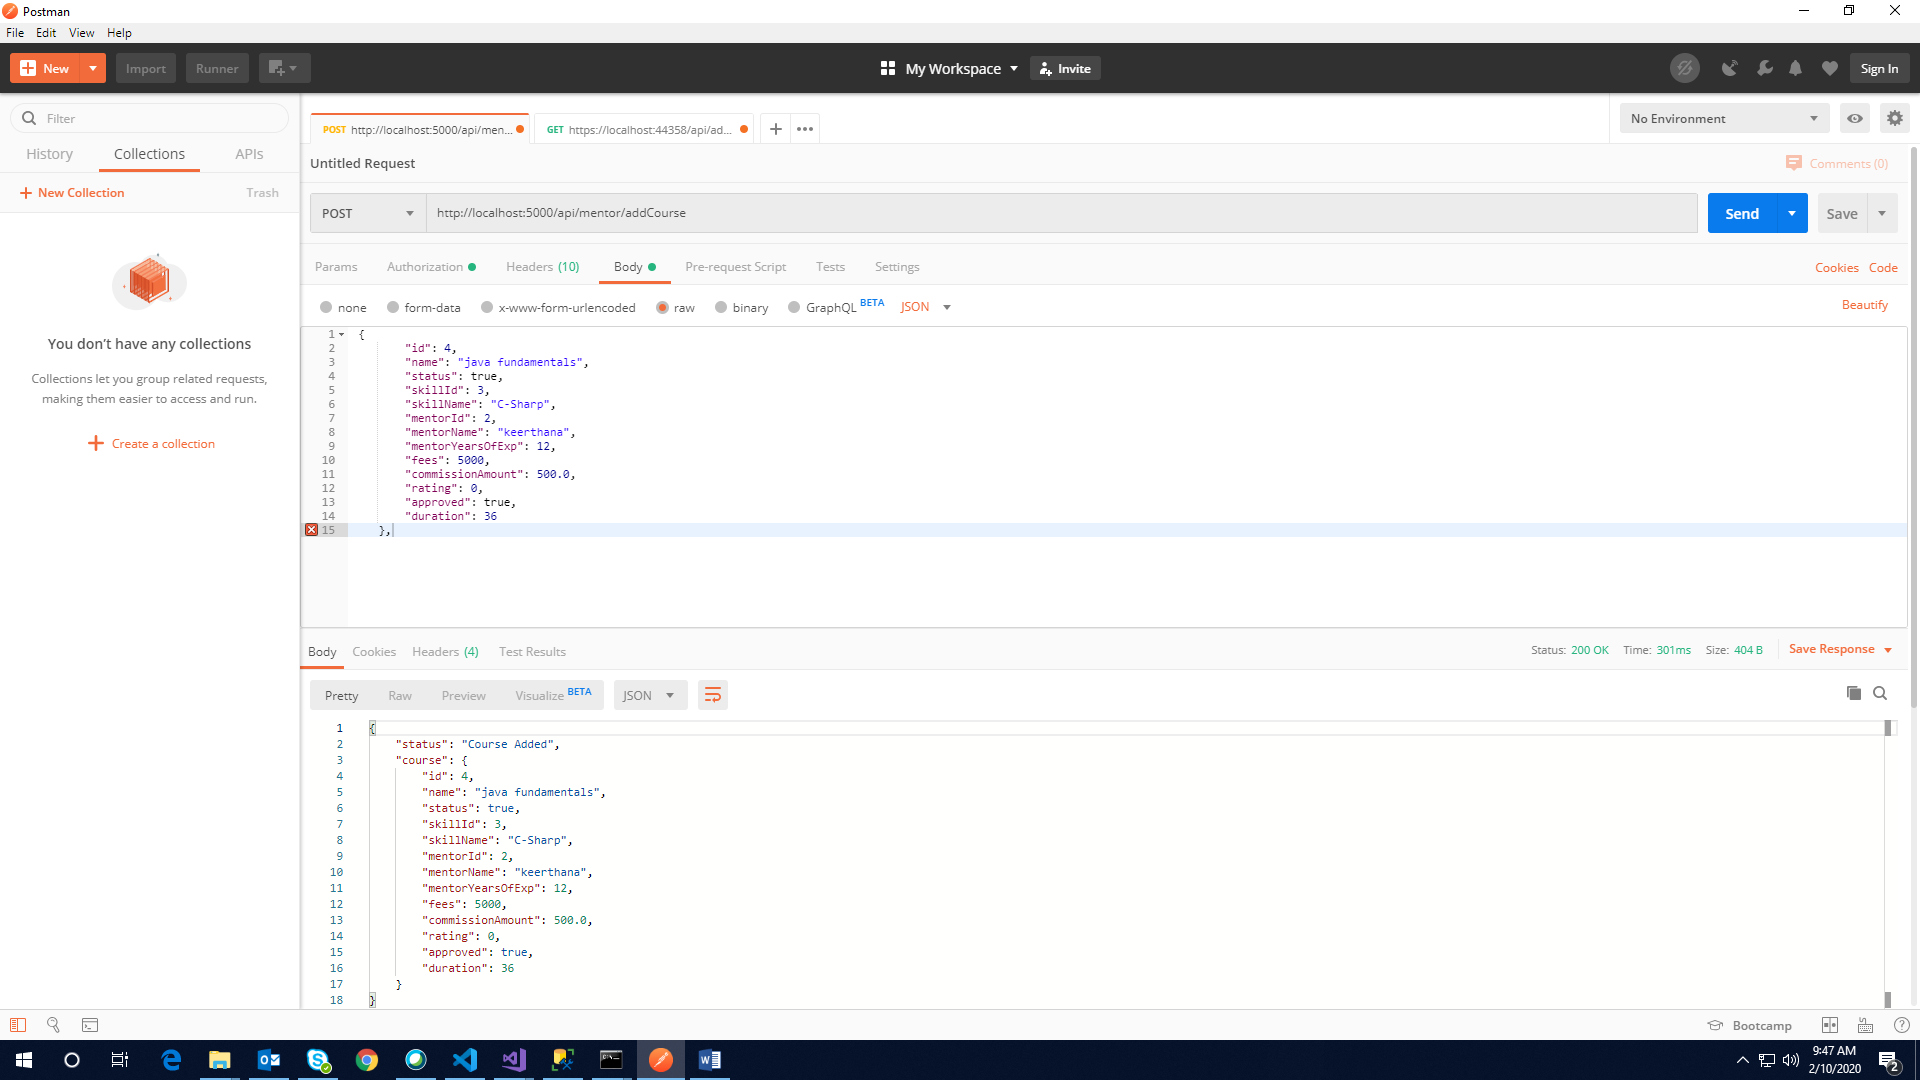 Postman
File Edit View Help
New Import Runner My Workspace Invite Sign In
Filter
History Collections APIs
New Collection Trash
You don't have any collections
Collections let you group related requests,
making them easier to access and run.
Create a collection
POST http://localhost:5000/api/men... GET https://localhost:44358/api/ad... No Environment
Untitled Request Comments (0)
POST http://localhost:5000/api/mentor/addCourse Send Save
Params Authorization Headers (10) Body Pre-request Script Tests Settings Cookies Code
none form-data x-www-form-urlencoded raw binary GraphQL BETA JSON Beautify
1 {
2 "id": 4,
3 "name": "java fundamentals",
4 "status": true,
5 "skillId": 3,
6 "skillName": "C-Sharp",
7 "mentorId": 2,
8 "mentorName": "keerthana",
9 "mentorYearsOfExp": 12,
10 "fees": 5000,
11 "commissionAmount": 500.0,
12 "rating": 0,
13 "approved": true,
14 "duration": 36
15 },
Body Cookies Headers (4) Test Results Status: 200 OK Time: 301ms Size: 404 B Save Response
Pretty Raw Preview Visualize BETA JSON
1 {
2 "status": "Course Added",
3 "course": {
4 "id": 4,
5 "name": "java fundamentals",
6 "status": true,
7 "skillId": 3,
8 "skillName": "C-Sharp",
9 "mentorId": 2,
10 "mentorName": "keerthana",
11 "mentorYearsOfExp": 12,
12 "fees": 5000,
13 "commissionAmount": 500.0,
14 "rating": 0,
15 "approved": true,
16 "duration": 36
17 }
18 }
Bootcamp
9:47 AM
2/10/2020
2